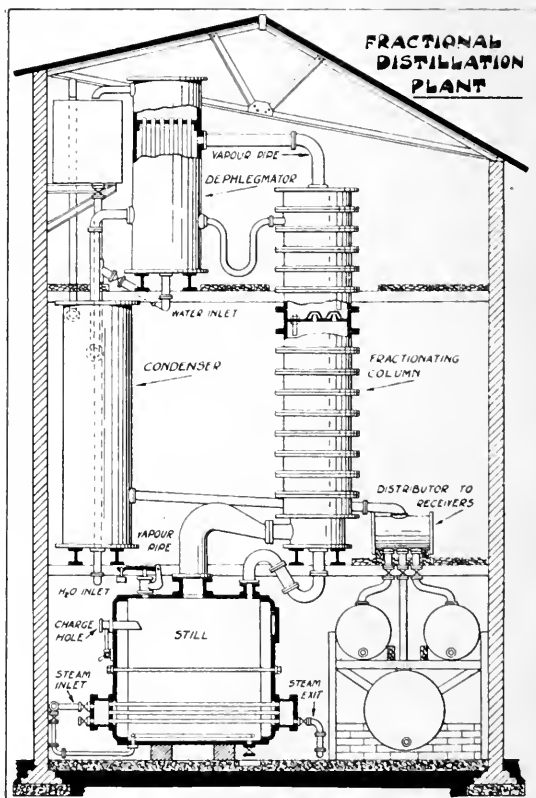 FRACTIONAL
DISTILLATION
PLANT
VAPOUR PIPE
DEPHLEGMATOR
WATER INLET
CONDENSER
FRACTIONATING
COLUMN
DISTRIBUTOR TO
RECEIVERS
VAPOUR
PIPE
H2O INLET
CHARGE
HOLE
STILL
STEAM
INLET
STEAM
EXIT